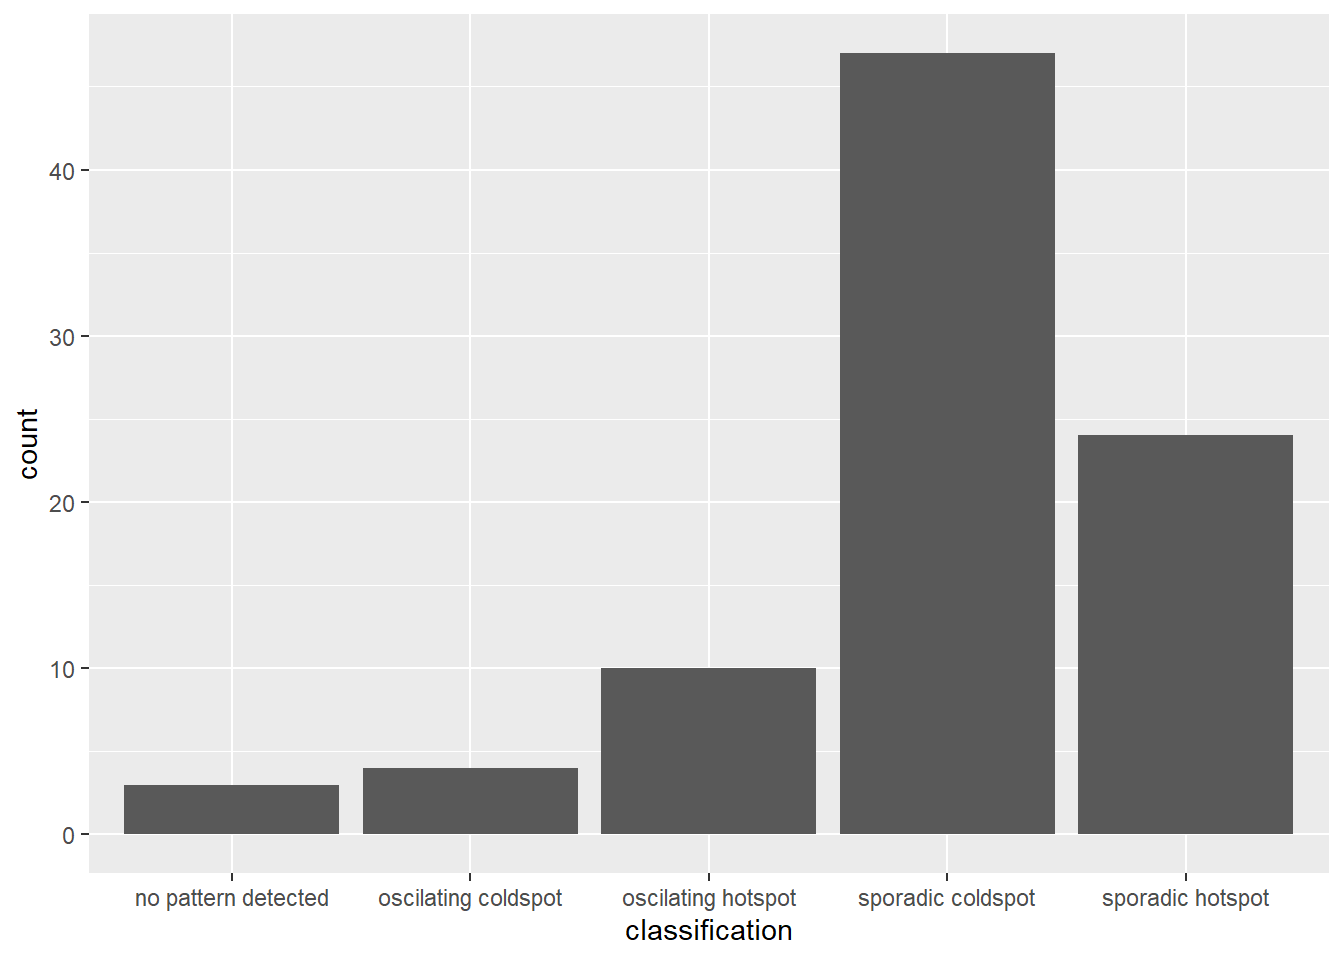 count
40
30
20
10
0
no pattern detected
oscilating coldspot
oscilating hotspot
sporadic coldspot
sporadic hotspot
classification